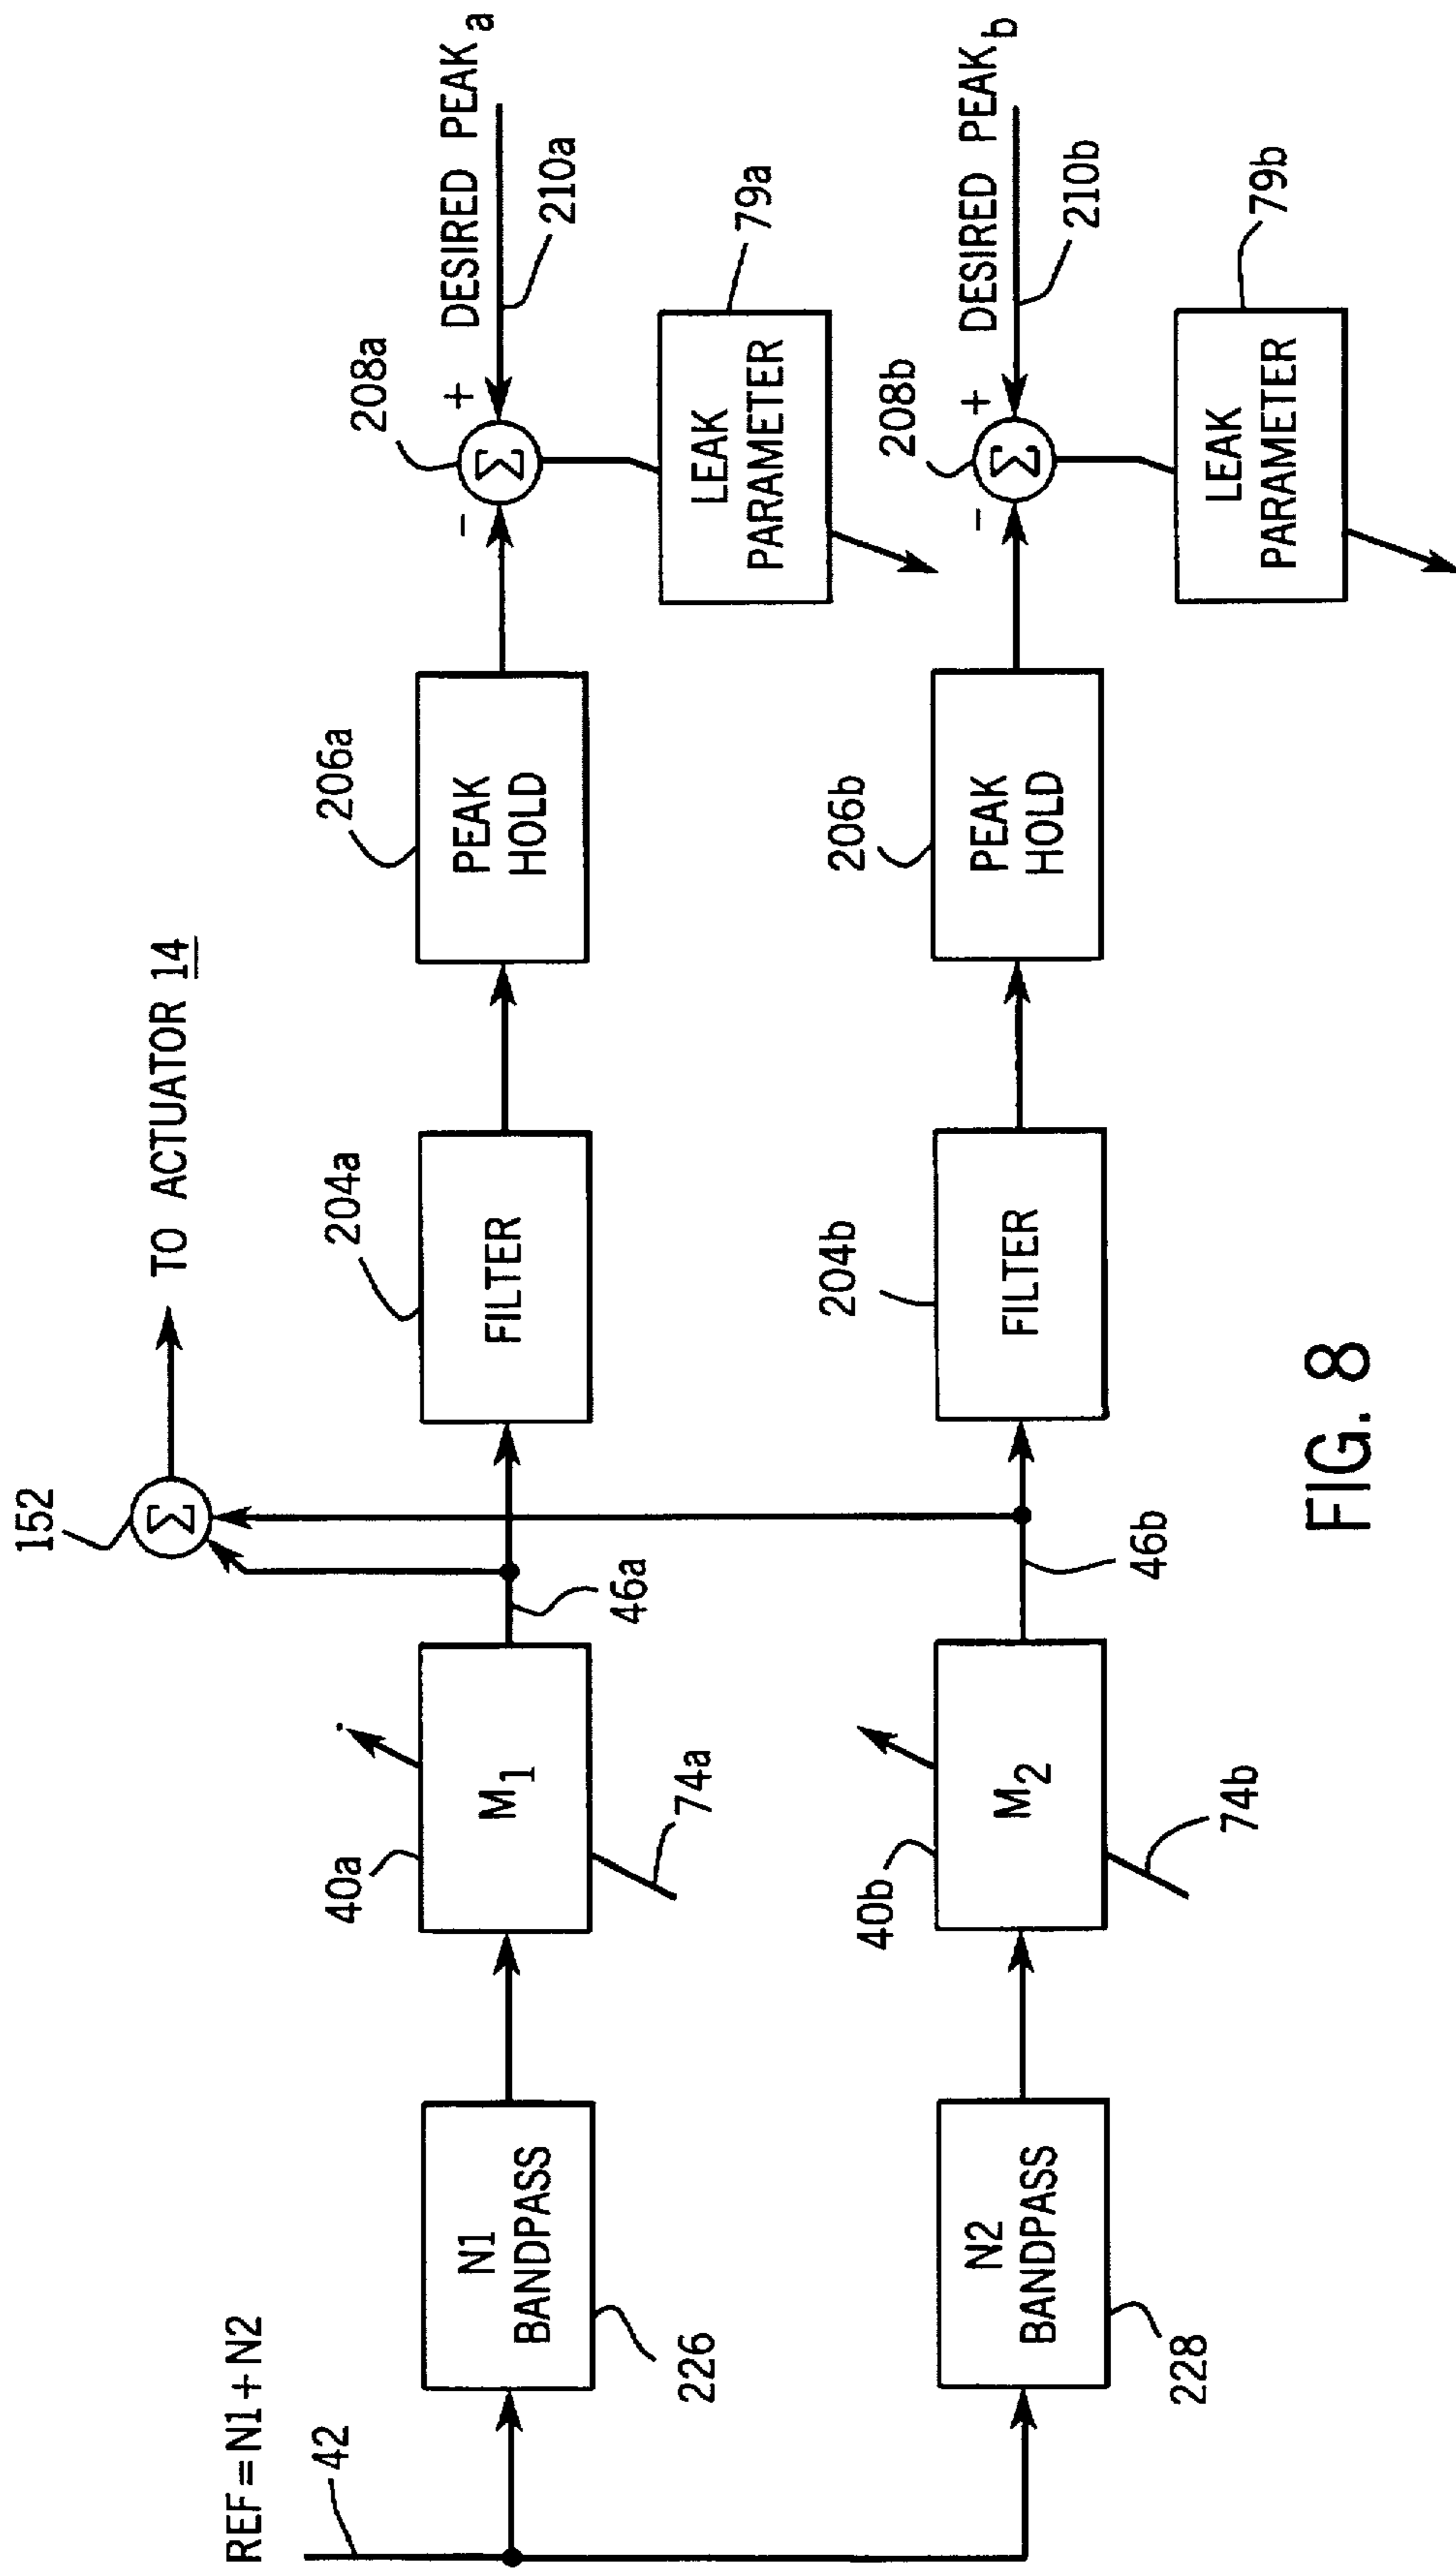 REF=N1+N2
42
N1
BANDPASS
226
40a
M1
74a
46a
152
Σ
TO ACTUATOR 14
204a
FILTER
206a
PEAK
HOLD
208a
-
Σ
+
DESIRED PEAKa
210a
LEAK
PARAMETER
79a
N2
BANDPASS
228
40b
M2
74b
46b
204b
FILTER
206b
PEAK
HOLD
208b
-
Σ
+
DESIRED PEAKb
210b
LEAK
PARAMETER
79b
FIG. 8